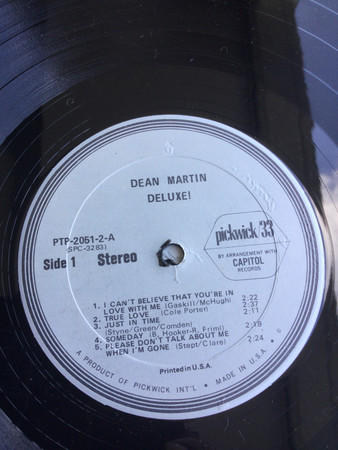 DEAN MARTIN
DELUXE!
PTP-2051-2-A
(SPC-3283)
Side 1 Stereo
pickwick/33
BY ARRANGEMENT WITH
CAPITOL
RECORDS
1. I CAN'T BELIEVE THAT YOU'RE IN
LOVE WITH ME (Gaskill/McHugh) 2:22
2. TRUE LOVE (Cole Porter) 2:37
3. JUST IN TIME 2:11
(Styne/Green/Comden)
4. SOMEDAY (B. Hooker-R. Friml) 2:19
5. PLEASE DON'T TALK ABOUT ME
WHEN I'M GONE (Stept/Clare) 2:24
Printed in U.S.A.
A PRODUCT OF PICKWICK INT'L. • MADE IN U.S.A.